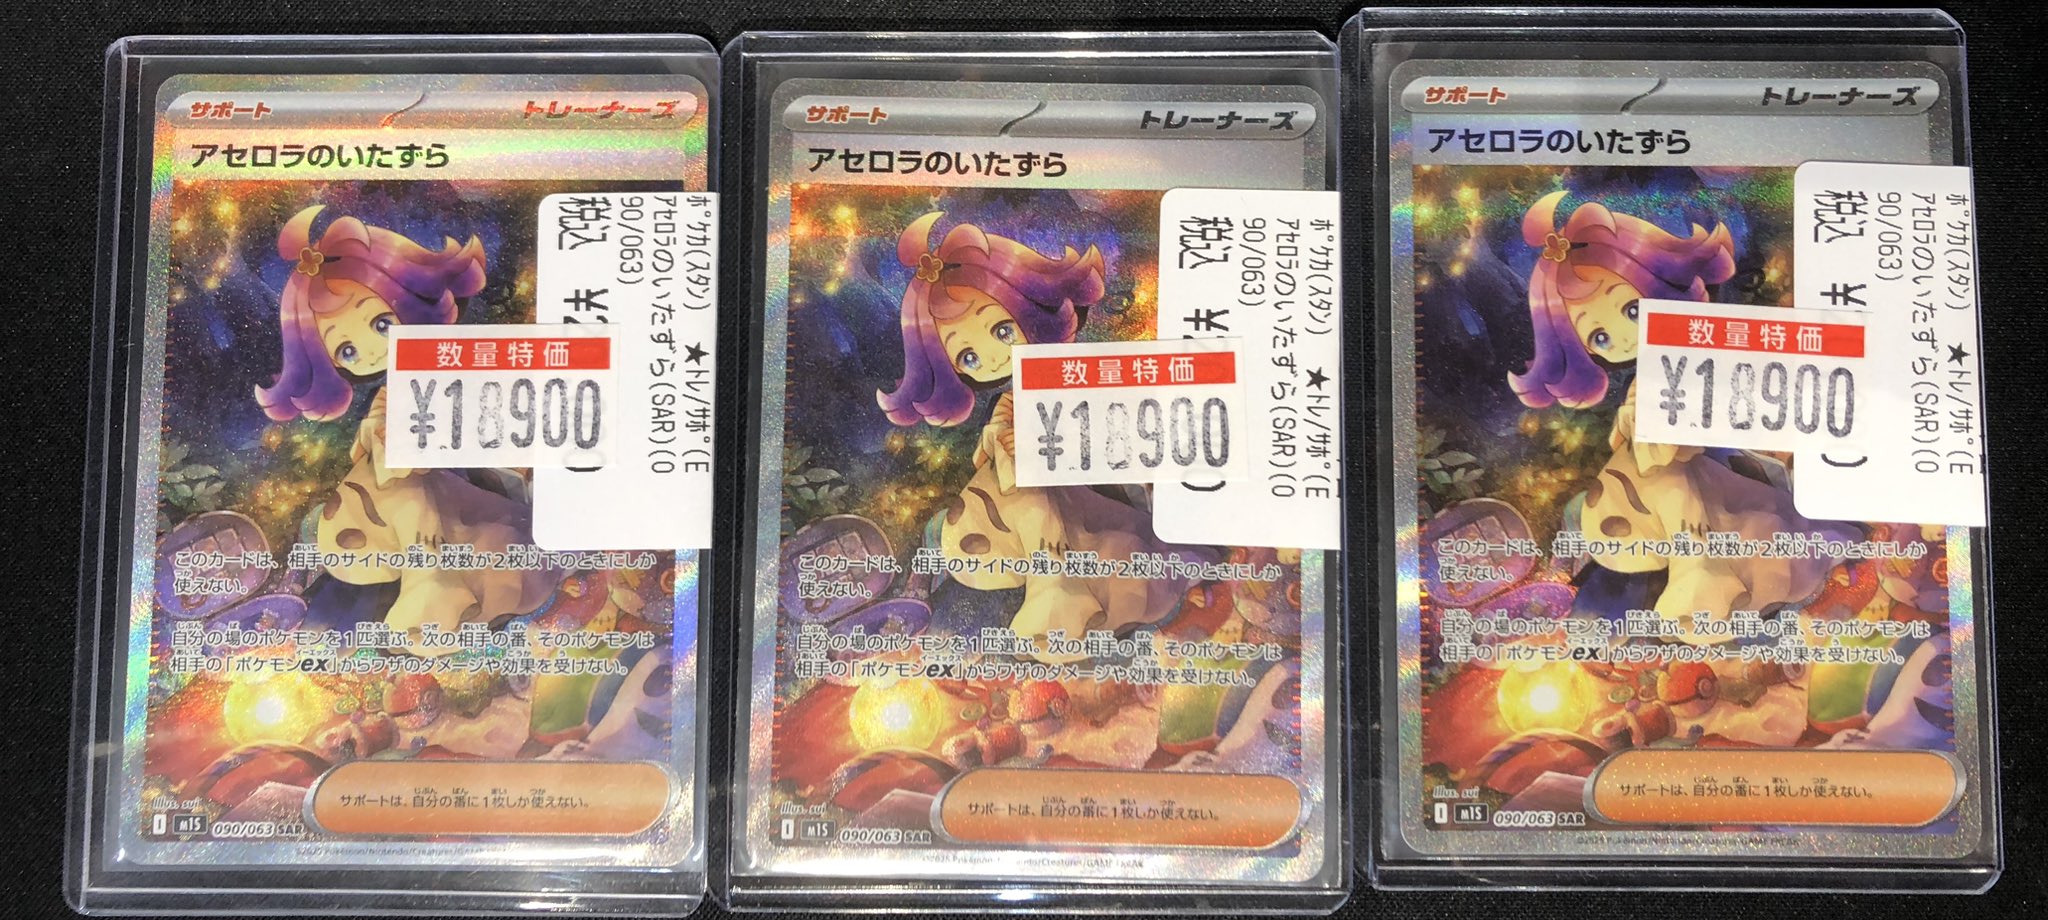 サポート
トレーナーズ
アセロラのいたずら
ポケカ(スタン) ★トレ/サポ(E
アセロラのいたずら(SAR)(0
90/063)
税込
数量特価
¥18900
このカードは、相手のサイドの残り枚数が2枚以下のときにしか
使えない。
自分の場のポケモンを1匹選ぶ。次の相手の番、そのポケモンは
相手の「ポケモンex」からワザのダメージや効果を受けない。
サポートは、自分の番に1枚しか使えない。
Illus. sui
I M1S 090/063 SAR
サポート
トレーナーズ
アセロラのいたずら
ポケカ(スタン) ★トレ/サポ(E
アセロラのいたずら(SAR)(0
90/063)
税込
数量特価
¥18900
このカードは、相手のサイドの残り枚数が2枚以下のときにしか
使えない。
自分の場のポケモンを1匹選ぶ。次の相手の番、そのポケモンは
相手の「ポケモンex」からワザのダメージや効果を受けない。
サポートは、自分の番に1枚しか使えない。
Illus. sui
I M1S 090/063 SAR
サポート
トレーナーズ
アセロラのいたずら
ポケカ(スタン) ★トレ/サポ(E
アセロラのいたずら(SAR)(0
90/063)
税込
数量特価
¥18900
このカードは、相手のサイドの残り枚数が2枚以下のときにしか
使えない。
自分の場のポケモンを1匹選ぶ。次の相手の番、そのポケモンは
相手の「ポケモンex」からワザのダメージや効果を受けない。
サポートは、自分の番に1枚しか使えない。
Illus. sui
I M1S 090/063 SAR